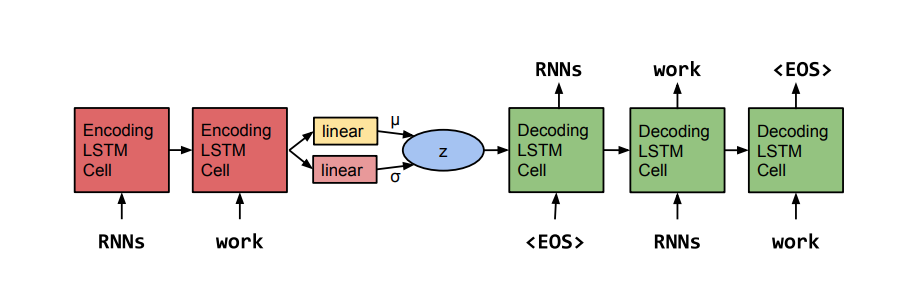 RNNs work <EOS>
Encoding
LSTM
Cell
Encoding
LSTM
Cell
linear
linear
μ
σ
z
Decoding
LSTM
Cell
Decoding
LSTM
Cell
Decoding
LSTM
Cell
RNNs work <EOS> RNNs work